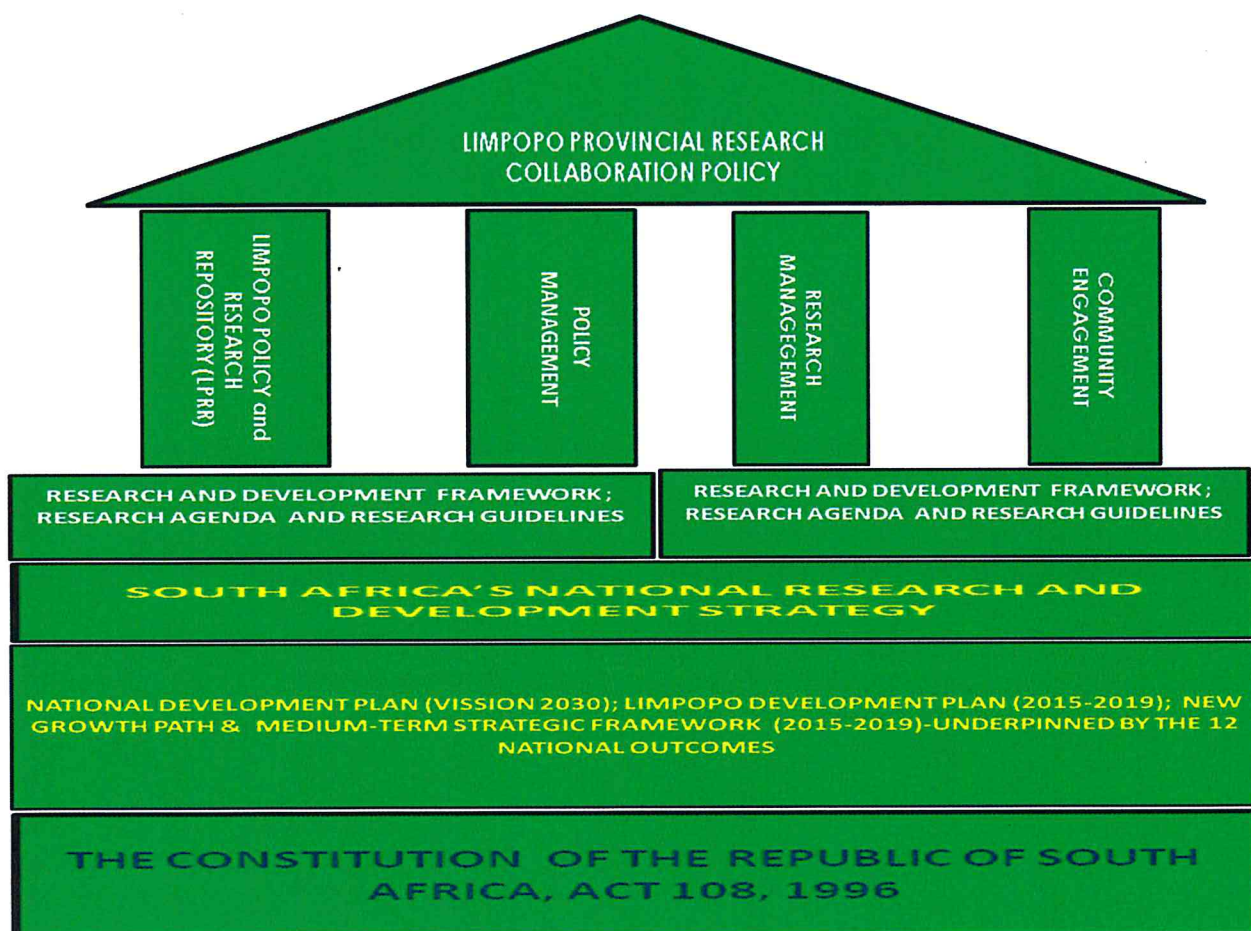 LIMPOPO PROVINCIAL RESEARCH
COLLABORATION POLICY
LIMPOPO POLICY and
RESEARCH
REPOSITORY (LPRR)
POLICY
MANAGEMENT
RESEARCH
MANAGEGEMENT
COMMUNITY
ENGAGEMENT
RESEARCH AND DEVELOPMENT FRAMEWORK;
RESEARCH AGENDA AND RESEARCH GUIDELINES
RESEARCH AND DEVELOPMENT FRAMEWORK;
RESEARCH AGENDA AND RESEARCH GUIDELINES
SOUTH AFRICA'S NATIONAL RESEARCH AND
DEVELOPMENT STRATEGY
NATIONAL DEVELOPMENT PLAN (VISSION 2030); LIMPOPO DEVELOPMENT PLAN (2015-2019); NEW
GROWTH PATH & MEDIUM-TERM STRATEGIC FRAMEWORK (2015-2019)-UNDERPINNED BY THE 12
NATIONAL OUTCOMES
THE CONSTITUTION OF THE REPUBLIC OF SOUTH
AFRICA, ACT 108, 1996